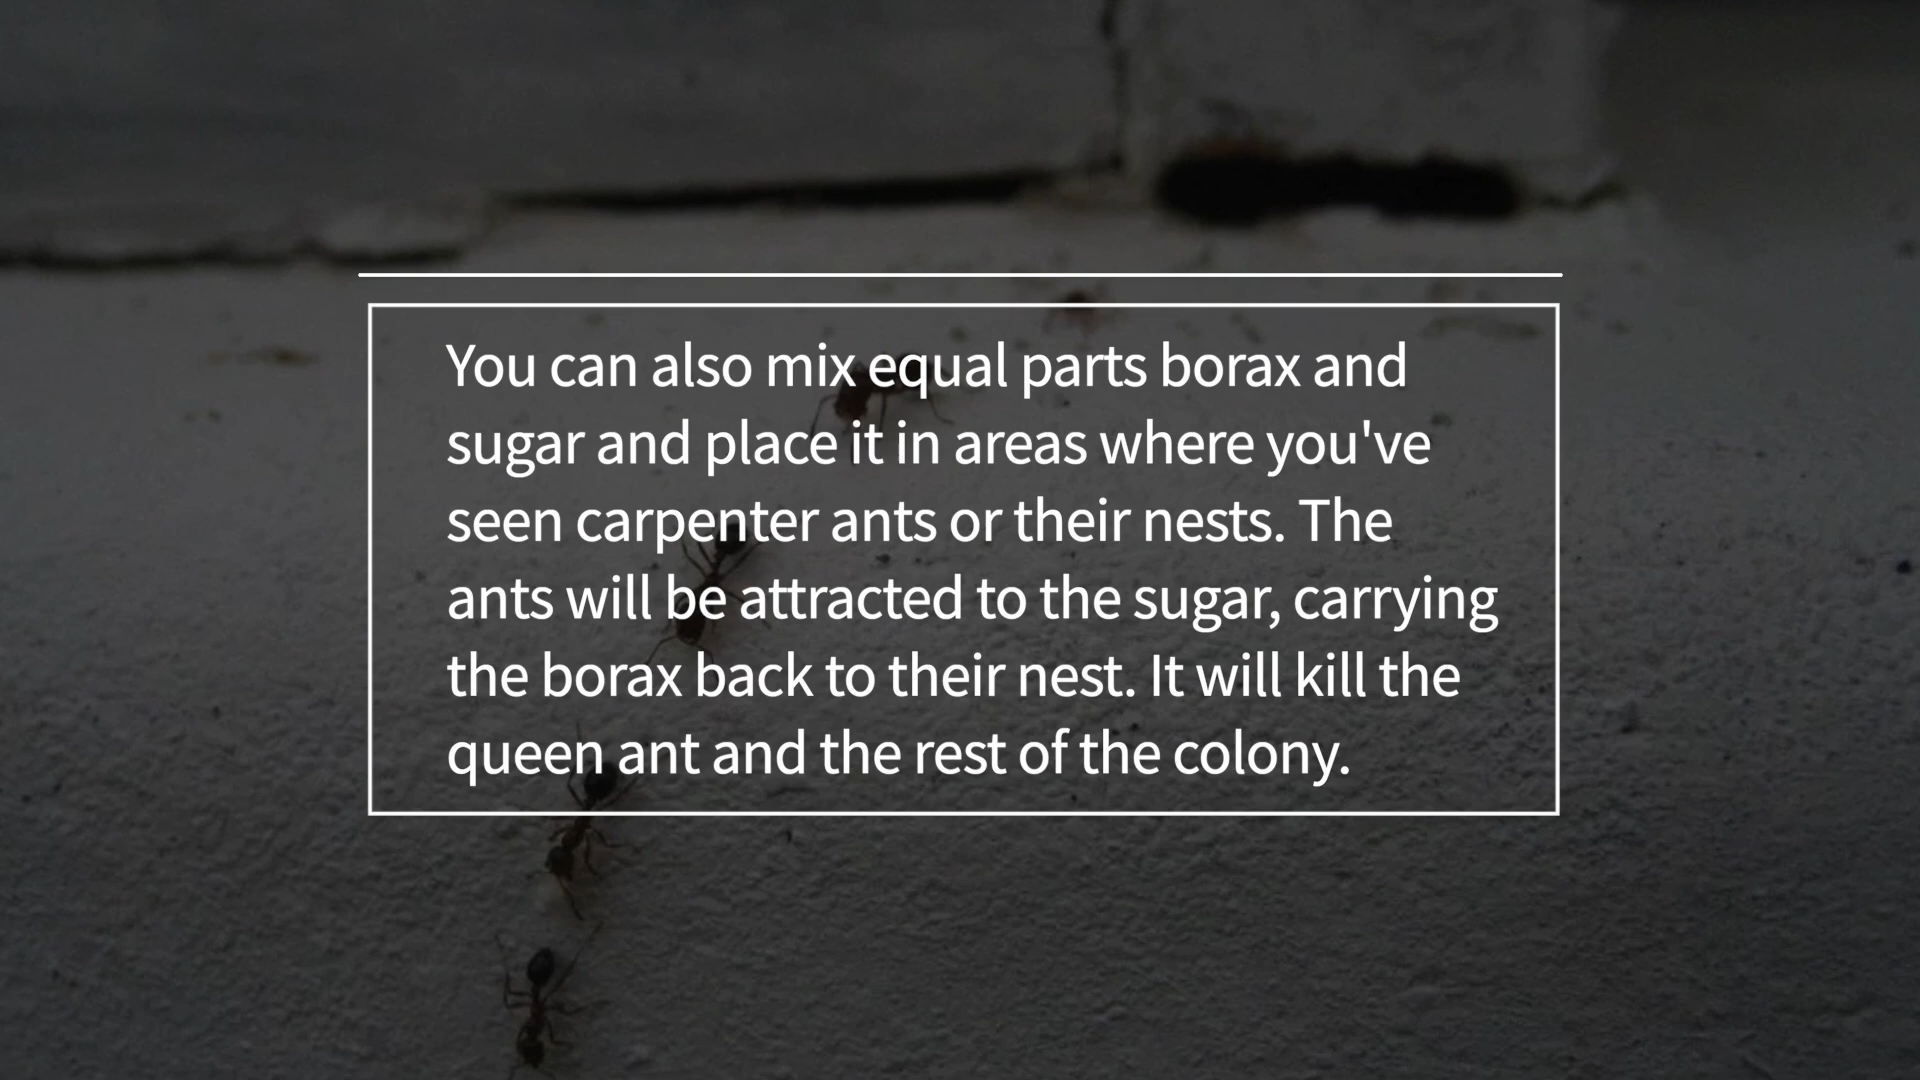 You can also mix equal parts borax and
sugar and place it in areas where you've
seen carpenter ants or their nests. The
ants will be attracted to the sugar, carrying
the borax back to their nest. It will kill the
queen ant and the rest of the colony.